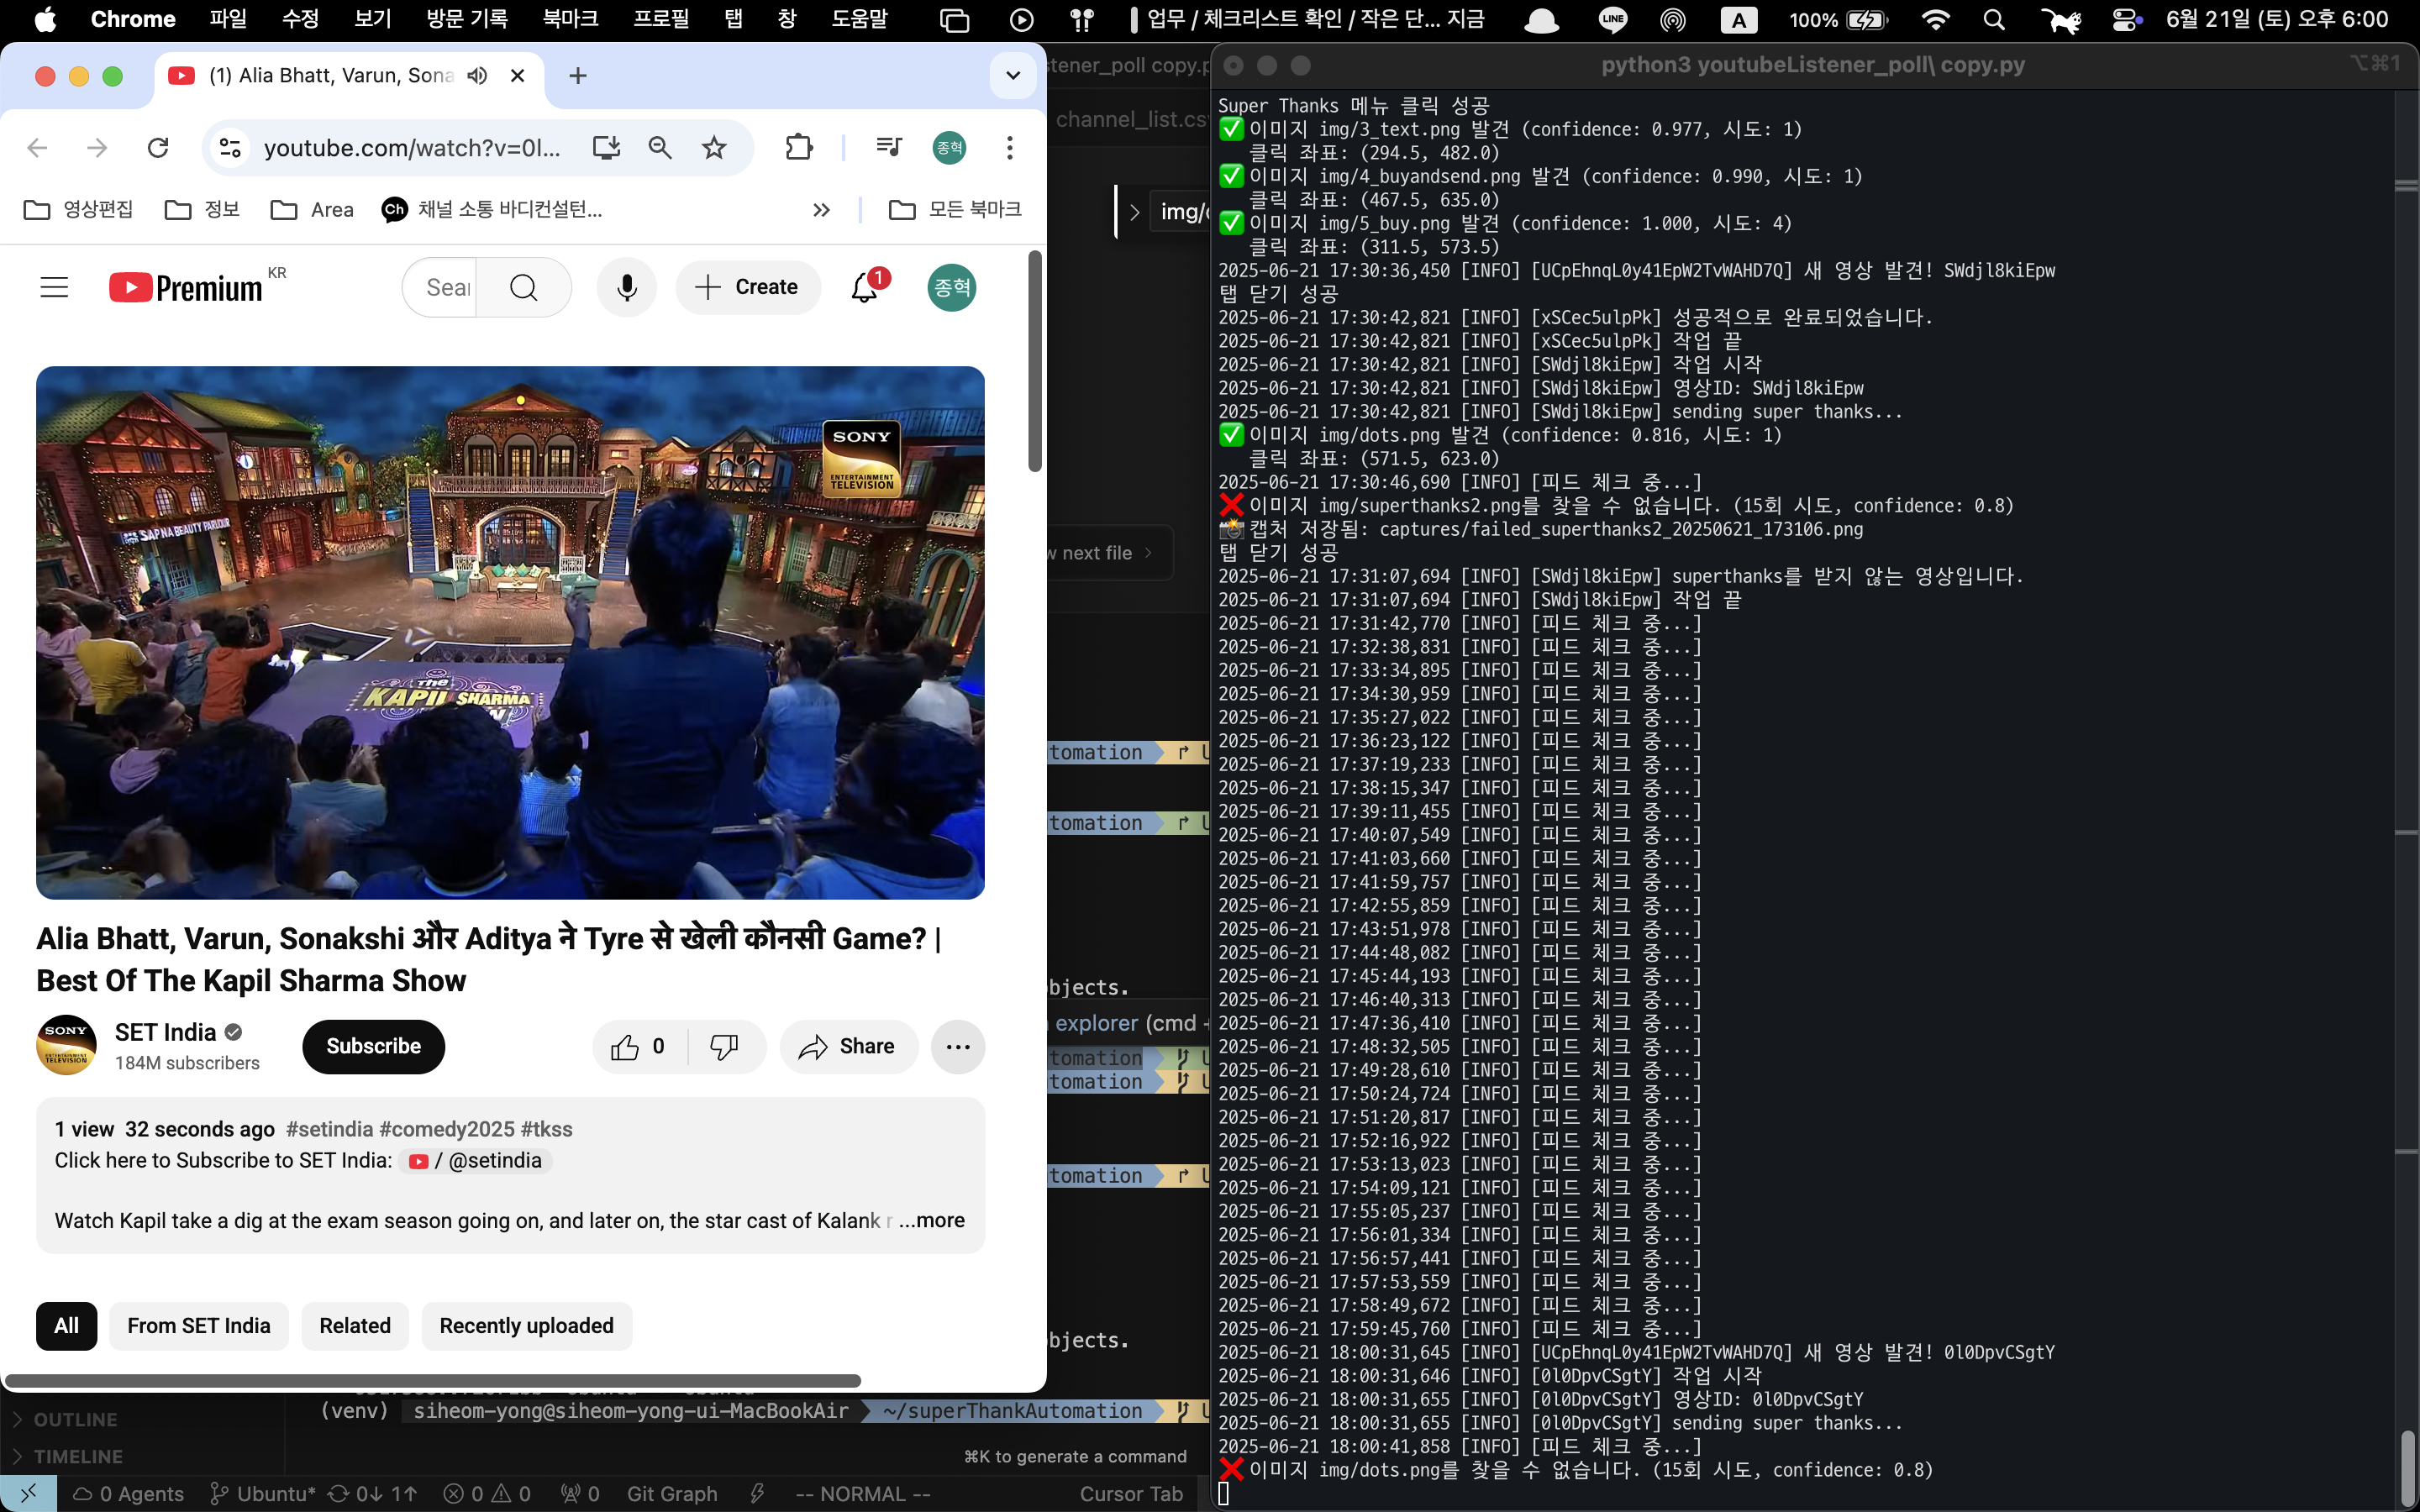 Chrome 파일 수정 보기 방문 기록 북마크 프로필 탭 창 도움말 업무 / 체크리스트 확인 / 작은 단... 지금 LINE A 100% 6월 21일 (토) 오후 6:00
(1) Alia Bhatt, Varun, Sona
youtube.com/watch?v=0l... 종혁
영상편집 정보 Area Ch 채널 소통 바디컨설턴... 모든 북마크
Premium KR
Sear
Create
1
종혁
SONY
ENTERTAINMENT
TELEVISION
SAPNA BEAUTY PARLOUR
The
KAPIL SHARMA
Alia Bhatt, Varun, Sonakshi और Aditya ने Tyre से खेली कौनसी Game? |
Best Of The Kapil Sharma Show
SONY
SET India
184M subscribers
Subscribe
0
Share
1 view 32 seconds ago #setindia #comedy2025 #tkss
Click here to Subscribe to SET India: / @setindia
Watch Kapil take a dig at the exam season going on, and later on, the star cast of Kalank ...more
All From SET India Related Recently uploaded
stener_poll copy.p
channel_list.cs
img/
w next file
tomation
tomation
bjects.
explorer (cmd +
tomation
tomation
tomation
bjects.
(venv) siheom-yong@siheom-yong-ui-MacBookAir ~/superThankAutomation
⌘K to generate a command
OUTLINE
TIMELINE
0 Agents Ubuntu* 0↓ 1↑ 0 0 0 Git Graph -- NORMAL -- Cursor Tab
python3 youtubeListener_poll\ copy.py ⌥⌘1
Super Thanks 메뉴 클릭 성공
✅ 이미지 img/3_text.png 발견 (confidence: 0.977, 시도: 1)
클릭 좌표: (294.5, 482.0)
✅ 이미지 img/4_buyandsend.png 발견 (confidence: 0.990, 시도: 1)
클릭 좌표: (467.5, 635.0)
✅ 이미지 img/5_buy.png 발견 (confidence: 1.000, 시도: 4)
클릭 좌표: (311.5, 573.5)
2025-06-21 17:30:36,450 [INFO] [UCpEhnqL0y41EpW2TvWAHD7Q] 새 영상 발견! SWdjl8kiEpw
탭 닫기 성공
2025-06-21 17:30:42,821 [INFO] [xSCec5ulpPk] 성공적으로 완료되었습니다.
2025-06-21 17:30:42,821 [INFO] [xSCec5ulpPk] 작업 끝
2025-06-21 17:30:42,821 [INFO] [SWdjl8kiEpw] 작업 시작
2025-06-21 17:30:42,821 [INFO] [SWdjl8kiEpw] 영상ID: SWdjl8kiEpw
2025-06-21 17:30:42,821 [INFO] [SWdjl8kiEpw] sending super thanks...
✅ 이미지 img/dots.png 발견 (confidence: 0.816, 시도: 1)
클릭 좌표: (571.5, 623.0)
2025-06-21 17:30:46,690 [INFO] [피드 체크 중...]
❌ 이미지 img/superthanks2.png를 찾을 수 없습니다. (15회 시도, confidence: 0.8)
📸 캡처 저장됨: captures/failed_superthanks2_20250621_173106.png
탭 닫기 성공
2025-06-21 17:31:07,694 [INFO] [SWdjl8kiEpw] superthanks를 받지 않는 영상입니다.
2025-06-21 17:31:07,694 [INFO] [SWdjl8kiEpw] 작업 끝
2025-06-21 17:31:42,770 [INFO] [피드 체크 중...]
2025-06-21 17:32:38,831 [INFO] [피드 체크 중...]
2025-06-21 17:33:34,895 [INFO] [피드 체크 중...]
2025-06-21 17:34:30,959 [INFO] [피드 체크 중...]
2025-06-21 17:35:27,022 [INFO] [피드 체크 중...]
2025-06-21 17:36:23,122 [INFO] [피드 체크 중...]
2025-06-21 17:37:19,233 [INFO] [피드 체크 중...]
2025-06-21 17:38:15,347 [INFO] [피드 체크 중...]
2025-06-21 17:39:11,455 [INFO] [피드 체크 중...]
2025-06-21 17:40:07,549 [INFO] [피드 체크 중...]
2025-06-21 17:41:03,660 [INFO] [피드 체크 중...]
2025-06-21 17:41:59,757 [INFO] [피드 체크 중...]
2025-06-21 17:42:55,859 [INFO] [피드 체크 중...]
2025-06-21 17:43:51,978 [INFO] [피드 체크 중...]
2025-06-21 17:44:48,082 [INFO] [피드 체크 중...]
2025-06-21 17:45:44,193 [INFO] [피드 체크 중...]
2025-06-21 17:46:40,313 [INFO] [피드 체크 중...]
2025-06-21 17:47:36,410 [INFO] [피드 체크 중...]
2025-06-21 17:48:32,505 [INFO] [피드 체크 중...]
2025-06-21 17:49:28,610 [INFO] [피드 체크 중...]
2025-06-21 17:50:24,724 [INFO] [피드 체크 중...]
2025-06-21 17:51:20,817 [INFO] [피드 체크 중...]
2025-06-21 17:52:16,922 [INFO] [피드 체크 중...]
2025-06-21 17:53:13,023 [INFO] [피드 체크 중...]
2025-06-21 17:54:09,121 [INFO] [피드 체크 중...]
2025-06-21 17:55:05,237 [INFO] [피드 체크 중...]
2025-06-21 17:56:01,334 [INFO] [피드 체크 중...]
2025-06-21 17:56:57,441 [INFO] [피드 체크 중...]
2025-06-21 17:57:53,559 [INFO] [피드 체크 중...]
2025-06-21 17:58:49,672 [INFO] [피드 체크 중...]
2025-06-21 17:59:45,760 [INFO] [피드 체크 중...]
2025-06-21 18:00:31,645 [INFO] [UCpEhnqL0y41EpW2TvWAHD7Q] 새 영상 발견! 0l0DpvCSgtY
2025-06-21 18:00:31,646 [INFO] [0l0DpvCSgtY] 작업 시작
2025-06-21 18:00:31,655 [INFO] [0l0DpvCSgtY] 영상ID: 0l0DpvCSgtY
2025-06-21 18:00:31,655 [INFO] [0l0DpvCSgtY] sending super thanks...
2025-06-21 18:00:41,858 [INFO] [피드 체크 중...]
❌ 이미지 img/dots.png를 찾을 수 없습니다. (15회 시도, confidence: 0.8)